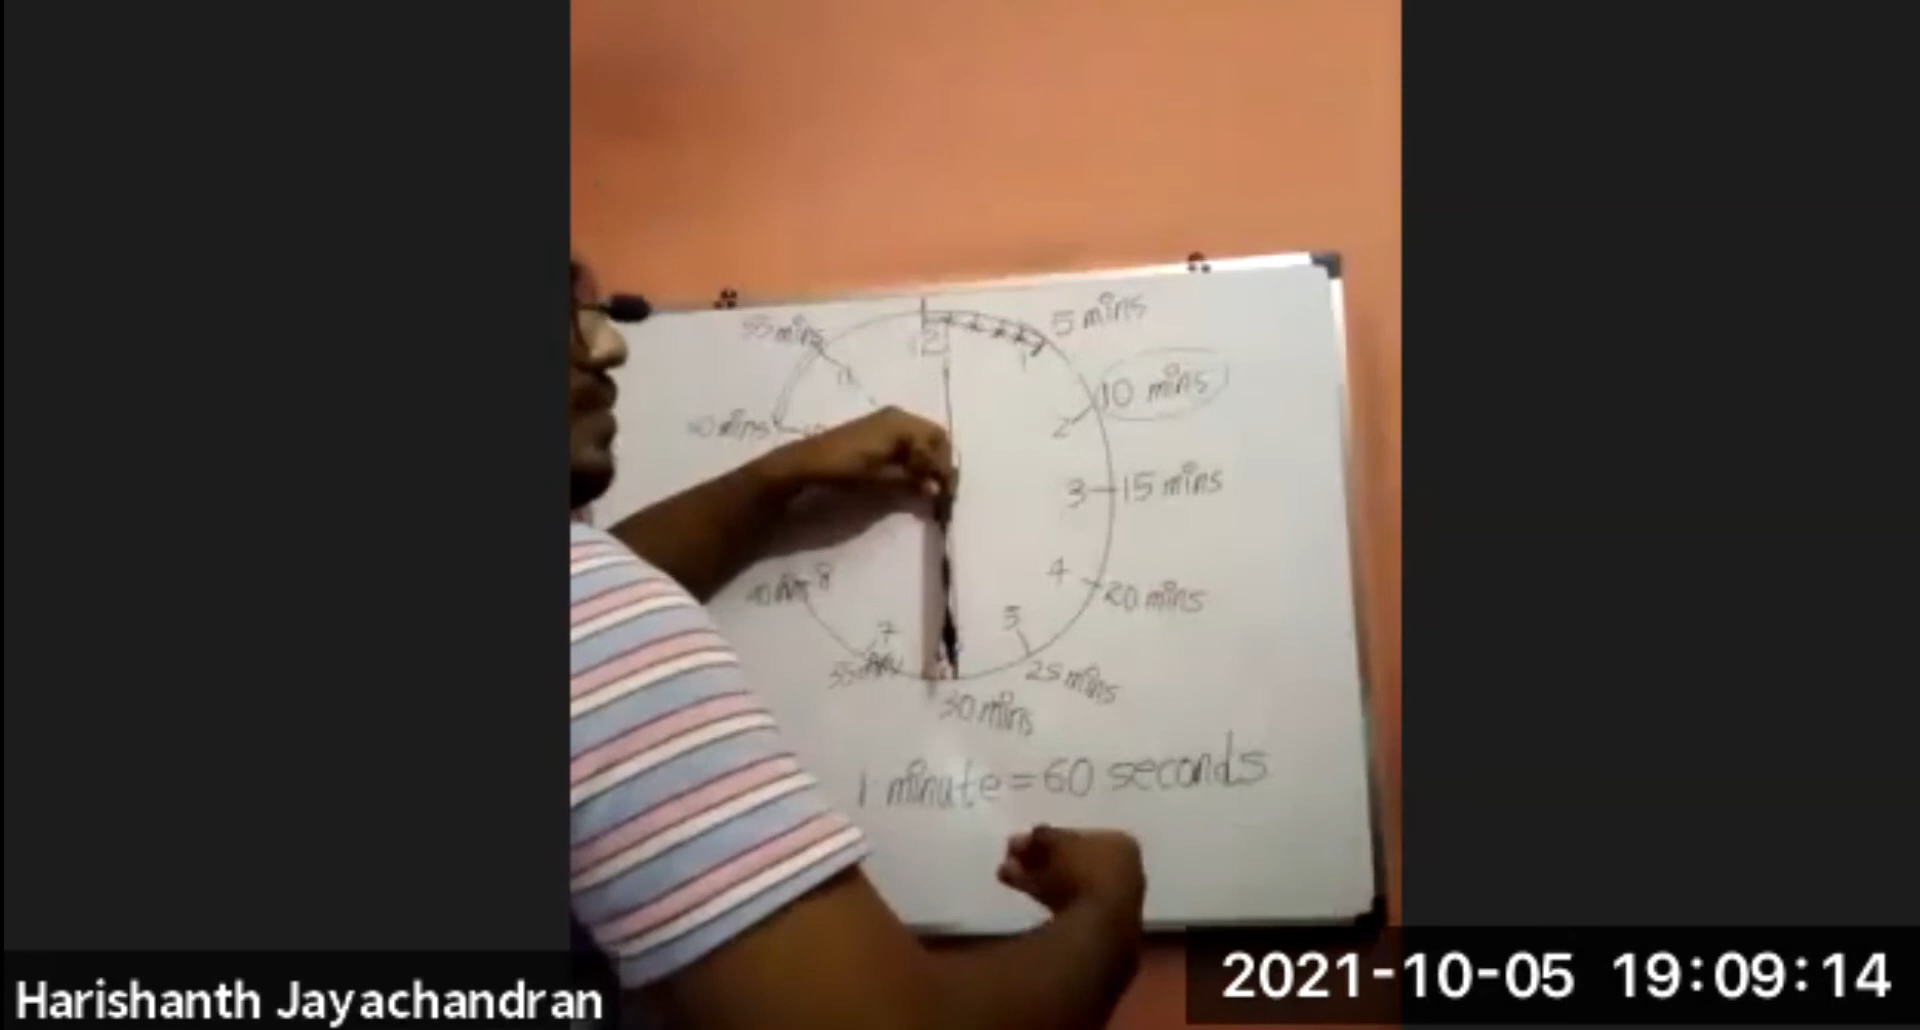 5 mins
55 mins
12
1
11
10 mins
2
3 15 mins
4
20 mins
8
5
7
25 mins
30 mins
1 minute = 60 seconds
Harishanth Jayachandran
2021-10-05 19:09:14